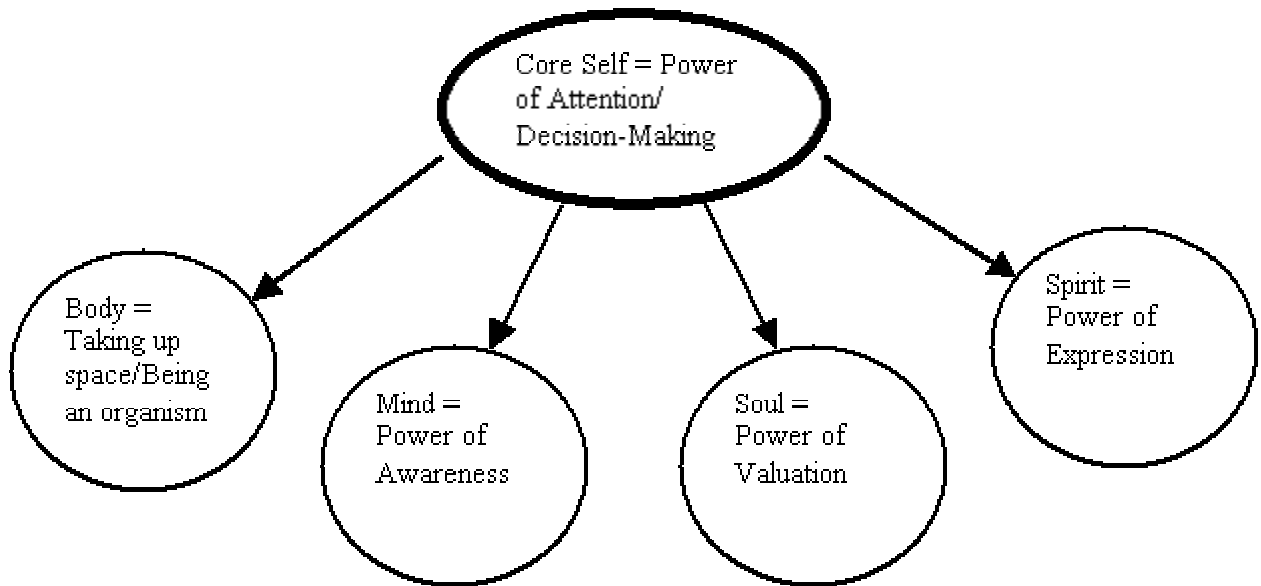 Core Self = Power
of Attention/
Decision-Making
Body =
Taking up
space/Being
an organism
Mind =
Power of
Awareness
Soul =
Power of
Valuation
Spirit =
Power of
Expression